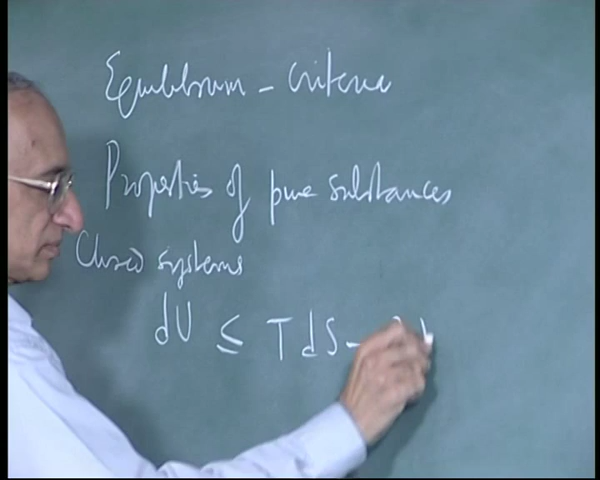 Equilibrium - criteria
Properties of pure substances
Closed systems
dU ≤ TdS -